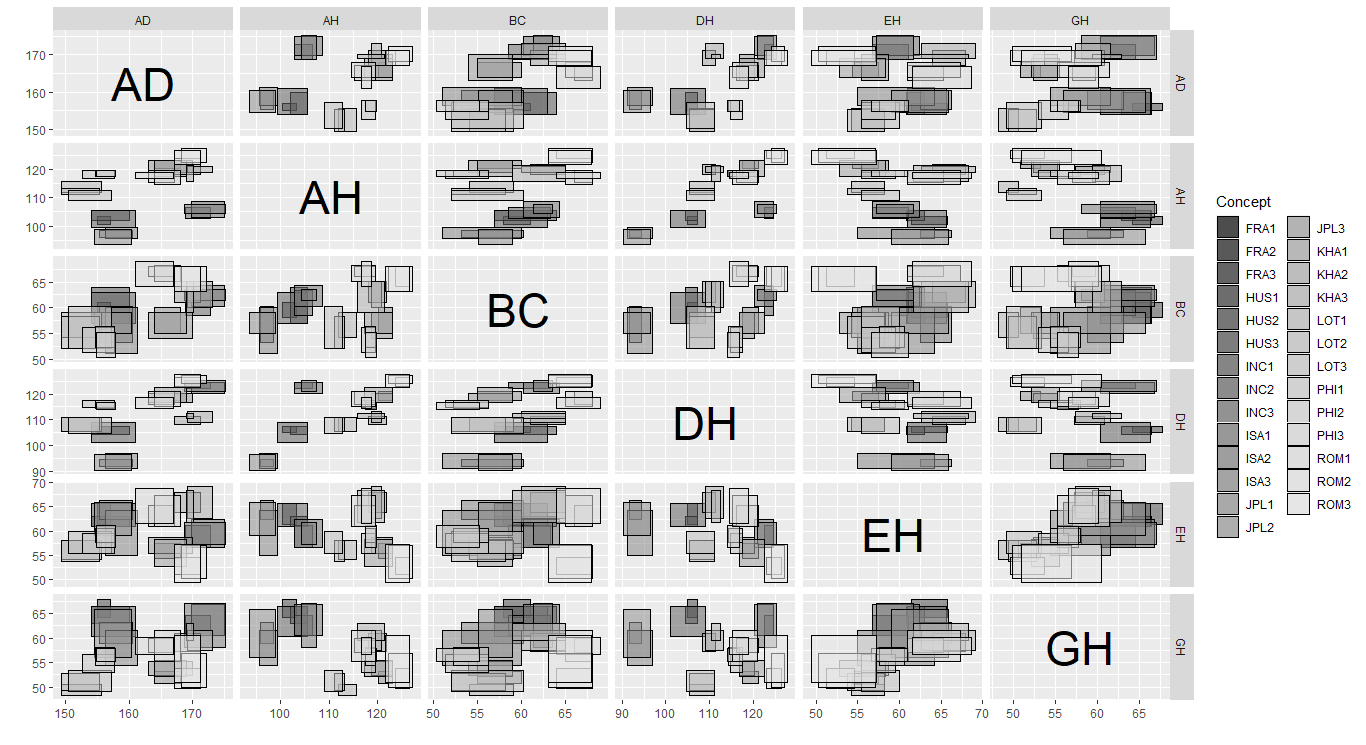 AD AH BC DH EH GH
170
160
150
AD
AD
120
110
100
AH
AH
65
60
55
50
BC
BC
120
110
100
90
DH
DH
70
65
60
55
50
EH
EH
65
60
55
50
GH
GH
150 160 170 100 110 120 50 55 60 65 90 100 110 120 50 60 70 50 55 60 65
Concept
FRA1 JPL3
FRA2 KHA1
FRA3 KHA2
HUS1 KHA3
HUS2 LOT1
HUS3 LOT2
INC1 LOT3
INC2 PHI1
INC3 PHI2
ISA1 PHI3
ISA2 ROM1
ISA3 ROM2
JPL1 ROM3
JPL2